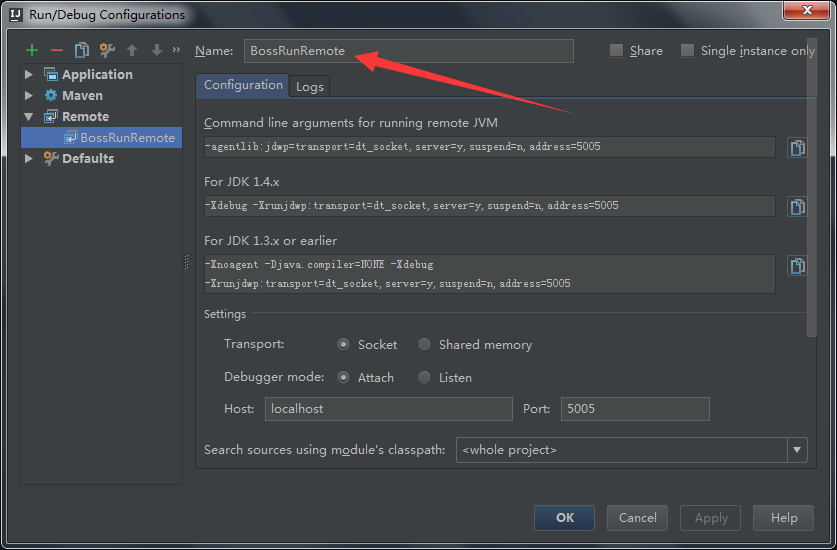 Run/Debug Configurations
Name: BossRunRemote
Share
Single instance only
Application
Maven
Remote
BossRunRemote
Defaults
Configuration
Logs
Command line arguments for running remote JVM
-agentlib:jdwp=transport=dt_socket,server=y,suspend=n,address=5005
For JDK 1.4.x
-Xdebug -Xrunjdwp:transport=dt_socket,server=y,suspend=n,address=5005
For JDK 1.3.x or earlier
-Xnoagent -Djava.compiler=NONE -Xdebug
-Xrunjdwp:transport=dt_socket,server=y,suspend=n,address=5005
Settings
Transport: Socket Shared memory
Debugger mode: Attach Listen
Host: localhost Port: 5005
Search sources using module's classpath: <whole project>
OK Cancel Apply Help